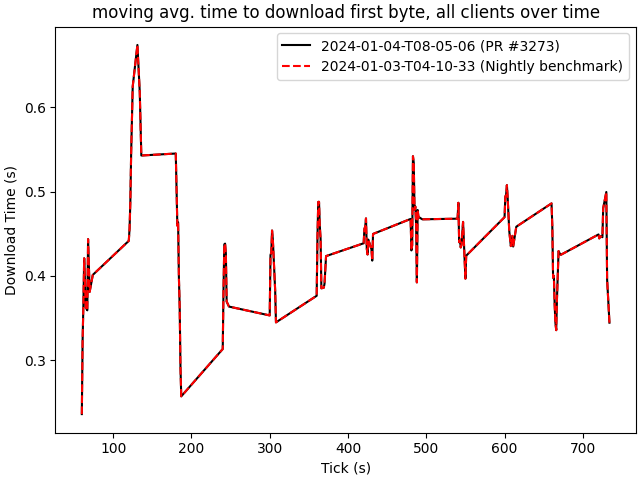 moving avg. time to download first byte, all clients over time
2024-01-04-T08-05-06 (PR #3273)
2024-01-03-T04-10-33 (Nightly benchmark)
Download Time (s)
0.6
0.5
0.4
0.3
100 200 300 400 500 600 700
Tick (s)